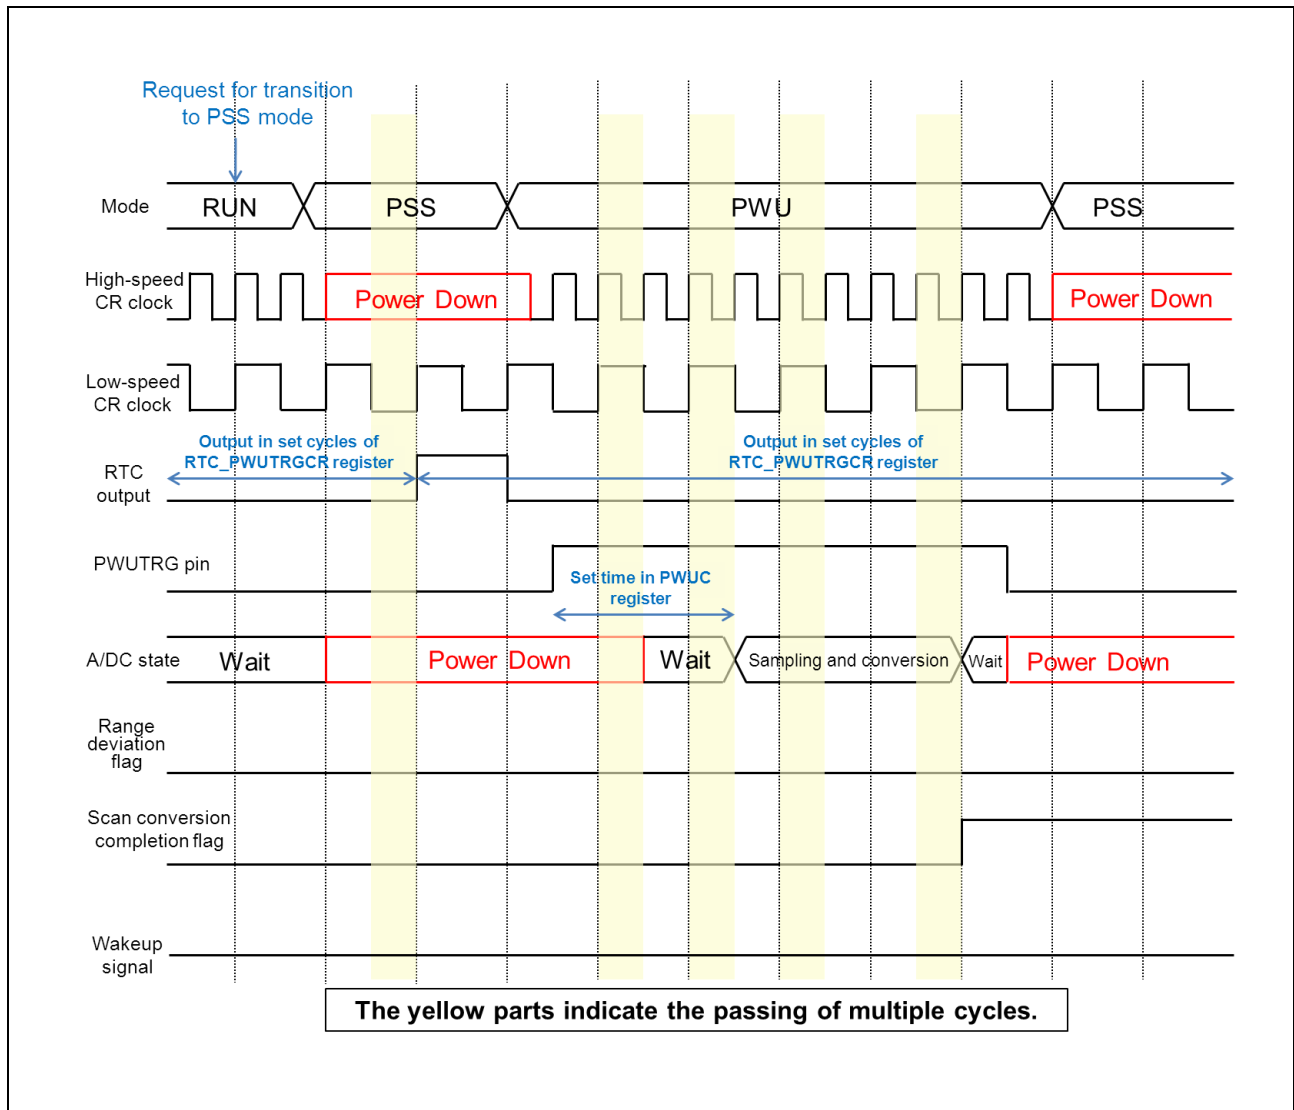 Request for transition
to PSS mode
Mode
RUN
PSS
PWU
PSS
High-speed
CR clock
Power Down
Power Down
Low-speed
CR clock
Output in set cycles of
RTC_PWUTRGCR register
Output in set cycles of
RTC_PWUTRGCR register
RTC
output
PWUTRG pin
Set time in PWUC
register
A/DC state
Wait
Power Down
Wait
Sampling and conversion
Wait
Power Down
Range
deviation
flag
Scan conversion
completion flag
Wakeup
signal
The yellow parts indicate the passing of multiple cycles.